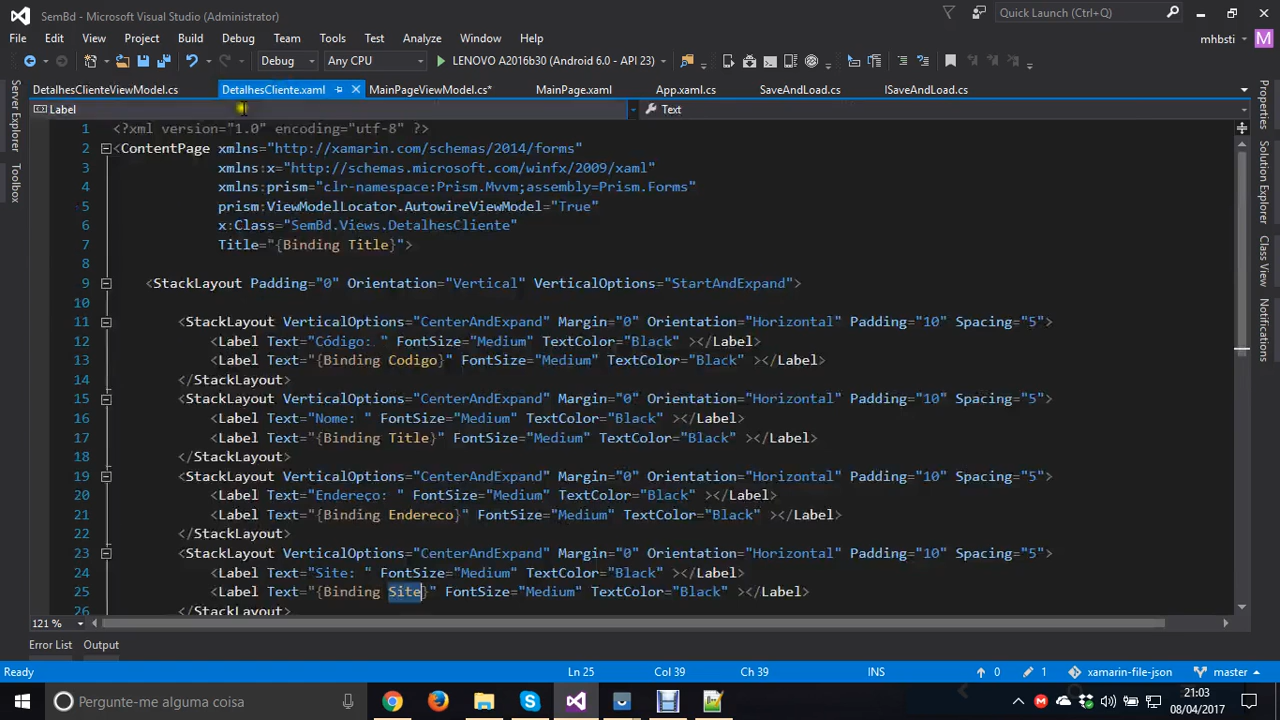 SemBd - Microsoft Visual Studio (Administrator)
Quick Launch (Ctrl+Q)
File Edit View Project Build Debug Team Tools Test Analyze Window Help
mhbsti M
Debug Any CPU LENOVO A2016b30 (Android 6.0 - API 23)
DetalhesClienteViewModel.cs DetalhesCliente.xaml MainPageViewModel.cs* MainPage.xaml App.xaml.cs SaveAndLoad.cs ISaveAndLoad.cs
Label Text
Server Explorer
Toolbox
Properties
Solution Explorer
Class View
Notifications
1 <?xml version="1.0" encoding="utf-8" ?>
2 <ContentPage xmlns="http://xamarin.com/schemas/2014/forms"
3 xmlns:x="http://schemas.microsoft.com/winfx/2009/xaml"
4 xmlns:prism="clr-namespace:Prism.Mvvm;assembly=Prism.Forms"
5 prism:ViewModelLocator.AutowireViewModel="True"
6 x:Class="SemBd.Views.DetalhesCliente"
7 Title="{Binding Title}">
8
9 <StackLayout Padding="0" Orientation="Vertical" VerticalOptions="StartAndExpand">
10
11 <StackLayout VerticalOptions="CenterAndExpand" Margin="0" Orientation="Horizontal" Padding="10" Spacing="5">
12 <Label Text="Código: " FontSize="Medium" TextColor="Black" ></Label>
13 <Label Text="{Binding Codigo}" FontSize="Medium" TextColor="Black" ></Label>
14 </StackLayout>
15 <StackLayout VerticalOptions="CenterAndExpand" Margin="0" Orientation="Horizontal" Padding="10" Spacing="5">
16 <Label Text="Nome: " FontSize="Medium" TextColor="Black" ></Label>
17 <Label Text="{Binding Title}" FontSize="Medium" TextColor="Black" ></Label>
18 </StackLayout>
19 <StackLayout VerticalOptions="CenterAndExpand" Margin="0" Orientation="Horizontal" Padding="10" Spacing="5">
20 <Label Text="Endereço: " FontSize="Medium" TextColor="Black" ></Label>
21 <Label Text="{Binding Endereco}" FontSize="Medium" TextColor="Black" ></Label>
22 </StackLayout>
23 <StackLayout VerticalOptions="CenterAndExpand" Margin="0" Orientation="Horizontal" Padding="10" Spacing="5">
24 <Label Text="Site: " FontSize="Medium" TextColor="Black" ></Label>
25 <Label Text="{Binding Site}" FontSize="Medium" TextColor="Black" ></Label>
26 </StackLayout>
121 %
Error List Output
Ready Ln 25 Col 39 Ch 39 INS 0 1 xamarin-file-json master
Pergunte-me alguma coisa
21:03
08/04/2017